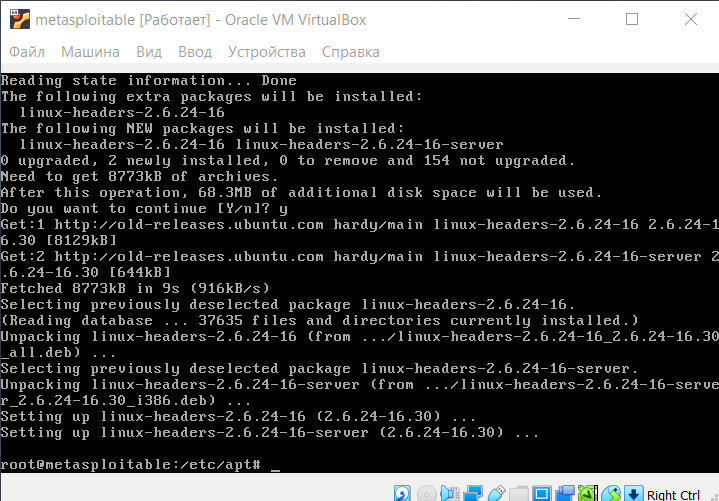 metasploitable [Работает] - Oracle VM VirtualBox
Файл Машина Вид Ввод Устройства Справка
Reading state information... Done
The following extra packages will be installed:
  linux-headers-2.6.24-16
The following NEW packages will be installed:
  linux-headers-2.6.24-16 linux-headers-2.6.24-16-server
0 upgraded, 2 newly installed, 0 to remove and 154 not upgraded.
Need to get 8773kB of archives.
After this operation, 68.3MB of additional disk space will be used.
Do you want to continue [Y/n]? y
Get:1 http://old-releases.ubuntu.com hardy/main linux-headers-2.6.24-16 2.6.24-1
6.30 [8129kB]
Get:2 http://old-releases.ubuntu.com hardy/main linux-headers-2.6.24-16-server 2
.6.24-16.30 [644kB]
Fetched 8773kB in 9s (916kB/s)
Selecting previously deselected package linux-headers-2.6.24-16.
(Reading database ... 37635 files and directories currently installed.)
Unpacking linux-headers-2.6.24-16 (from .../linux-headers-2.6.24-16_2.6.24-16.30
_all.deb) ...
Selecting previously deselected package linux-headers-2.6.24-16-server.
Unpacking linux-headers-2.6.24-16-server (from .../linux-headers-2.6.24-16-serve
r_2.6.24-16.30_i386.deb) ...
Setting up linux-headers-2.6.24-16 (2.6.24-16.30) ...
Setting up linux-headers-2.6.24-16-server (2.6.24-16.30) ...
root@metasploitable:/etc/apt# _
Right Ctrl